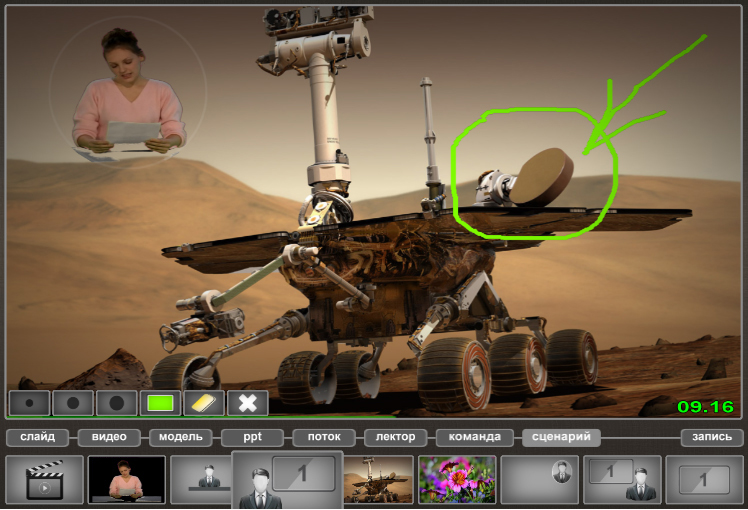 09.16
слайд видео модель ppt поток лектор команда сценарий запись
1 1 1